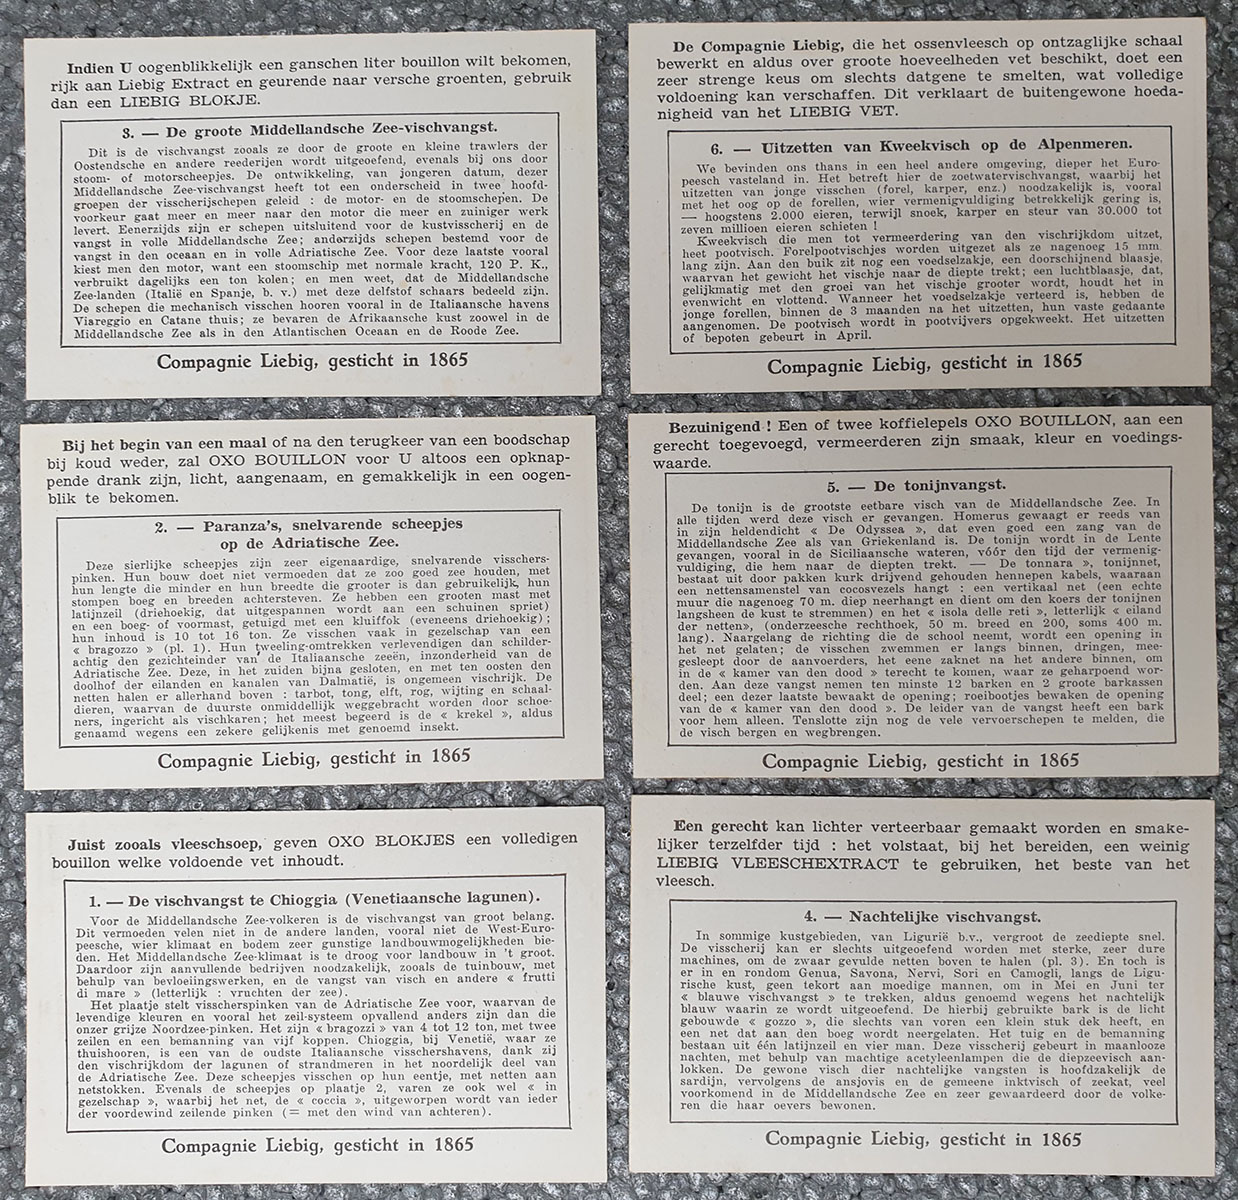 Indien U oogenblikkelijk een ganschen liter bouillon wilt bekomen,
rijk aan Liebig Extract en geurende naar versche groenten, gebruik
dan een LIEBIG BLOKJE.
3. — De groote Middellandsche Zee-vischvangst.
Dit is de vischvangst zooals ze door de groote en kleine trawlers der
Oostendsche en andere reederijen wordt uitgeoefend, evenals bij ons door
stoom- of motorscheepjes. De ontwikkeling, van jongeren datum, dezer
Middellandsche Zee-vischvangst heeft tot een onderscheid in twee hoofd-
groepen der visscherijschepen geleid : de motor- en de stoomschepen. De
voorkeur gaat meer en meer naar den motor die meer en zuiniger werk
levert. Eenerzijds zijn er schepen uitsluitend voor de kustvisscherij en de
vangst in volle Middellandsche Zee; anderzijds schepen bestemd voor de
vangst in den oceaan en in volle Adriatische Zee. Voor deze laatste vooral
kiest men den motor, want een stoomschip met normale kracht, 120 P. K.,
verbruikt dagelijks een ton kolen; en men weet, dat de Middellandsche
Zee-landen (Italië en Spanje, b. v.) met deze delfstof schaars bedeeld zijn.
De schepen die mechanisch visschen hooren vooral in de Italiaansche havens
Viareggio en Catane thuis; ze bevaren de Afrikaansche kust zoowel in de
Middellandsche Zee als in den Atlantischen Oceaan en de Roode Zee.
Compagnie Liebig, gesticht in 1865
De Compagnie Liebig, die het ossenvleesch op ontzaglijke schaal
bewerkt en aldus over groote hoeveelheden vet beschikt, doet een
zeer strenge keus om slechts datgene te smelten, wat volledige
voldoening kan verschaffen. Dit verklaart de buitengewone hoeda-
nigheid van het LIEBIG VET.
6. — Uitzetten van Kweekvisch op de Alpenmeren.
We bevinden ons thans in een heel andere omgeving, dieper het Euro-
peesch vasteland in. Het betreft hier de zoetwatervischvangst, waarbij het
uitzetten van jonge visschen (forel, karper, enz.) noodzakelijk is, vooral
met het oog op de forellen, wier vermenigvuldiging betrekkelijk gering is,
— hoogstens 2.000 eieren, terwijl snoek, karper en steur van 30.000 tot
zeven millioen eieren schieten !
Kweekvisch die men tot vermeerdering van den vischrijkdom uitzet,
heet pootvisch. Forelpootvischjes worden uitgezet als ze nagenoeg 15 mm.
lang zijn. Aan den buik zit nog een voedselzakje, een doorschijnend blaasje,
waarvan het gewicht het vischje naar de diepte trekt; een luchtblaasje, dat,
gelijkmatig met den groei van het vischje grooter wordt, houdt het in
evenwicht en vlottend. Wanneer het voedselzakje verteerd is, hebben de
jonge forellen, binnen de 3 maanden na het uitzetten, hun vaste gedaante
aangenomen. De pootvisch wordt in pootvijvers opgekweekt. Het uitzetten
of bepoten gebeurt in April.
Compagnie Liebig, gesticht in 1865
Bij het begin van een maal of na den terugkeer van een boodschap
bij koud weder, zal OXO BOUILLON voor U altoos een opknap-
pende drank zijn, licht, aangenaam, en gemakkelijk in een oogen-
blik te bekomen.
2. — Paranza's, snelvarende scheepjes
op de Adriatische Zee.
Deze sierlijke scheepjes zijn zeer eigenaardige, snelvarende visschers-
pinken. Hun bouw doet niet vermoeden dat ze zoo goed zee houden, met
hun lengte die minder en hun breedte die grooter is dan gebruikelijk, hun
stompen boeg en breeden achtersteven. Ze hebben een grooten mast met
latijnzeil (driehoekig, dat uitgespannen wordt aan een schuinen spriet)
en een boeg- of voormast, getuigd met een kluiffok (eveneens driehoekig);
hun inhoud is 10 tot 16 ton. Ze visschen vaak in gezelschap van een
« bragozzo » (pl. 1). Hun tweeling-omtrekken verlevendigen dan schilder-
achtig den gezichteinder van de Italiaansche zeeën, inzonderheid van de
Adriatische Zee. Deze, in het zuiden bijna gesloten, en met ten oosten den
doolhof der eilanden en kanalen van Dalmatië, is ongemeen vischrijk. De
netten halen er allerhand boven : tarbot, tong, elft, rog, wijting en schaal-
dieren, waarvan de duurste onmiddellijk weggebracht worden door schoe-
ners, ingericht als vischkaren; het meest begeerd is de « krekel », aldus
genaamd wegens een zekere gelijkenis met genoemd insekt.
Compagnie Liebig, gesticht in 1865
Bezuinigend ! Een of twee koffielepels OXO BOUILLON, aan een
gerecht toegevoegd, vermeerderen zijn smaak, kleur en voedings-
waarde.
5. — De tonijnvangst.
De tonijn is de grootste eetbare visch van de Middellandsche Zee. In
alle tijden werd deze visch er gevangen. Homerus gewaagt er reeds van
in zijn heldendicht « De Odyssea », dat even goed een zang van de
Middellandsche Zee als van Griekenland is. De tonijn wordt in de Lente
gevangen, vooral in de Siciliaansche wateren, vóór den tijd der vermenig-
vuldiging, die hem naar de diepten trekt. — De tonnara », tonijnnet,
bestaat uit door pakken kurk drijvend gehouden hennepen kabels, waaraan
een nettensamenstel van cocosvezels hangt : een vertikaal net (een echte
muur die nagenoeg 70 m. diep neerhangt en dient om den koers der tonijnen
langsheen de kust te stremmen) en het « isola delle reti », letterlijk « eiland
der netten», (onderzeesche rechthoek, 50 m. breed en 200, soms 400 m.
lang). Naargelang de richting die de school neemt, wordt een opening in
het net gelaten; de visschen zwemmer er langs binnen, dringen, mee-
gesleept door de aanvoerders, het eene zaknet na het andere binnen, om
in de « kamer van den dood » terecht te komen, waar ze geharpoend wor-
den. Aan deze vangst nemen ten minste 12 barken en 2 groote barkassen
deel; een dezer laatste bewaakt de opening; roeibootjes bewaken de opening
van de « kamer van den dood ». De leider van de vangst heeft een bark
voor hem alleen. Tenslotte zijn nog de vele vervoerschepen te melden, die
de visch bergen en wegbrengen.
Compagnie Liebig, gesticht in 1865
Juist zooals vleeschsoep, geven OXO BLOKJES een volledigen
bouillon welke voldoende vet inhoudt.
1. — De vischvangst te Chioggia (Venetiaansche lagunen).
Voor de Middellandsche Zee-volkeren is de vischvangst van groot belang.
Dit vermoeden velen niet in de andere landen, vooral niet de West-Euro-
peesche, wier klimaat en bodem zeer gunstige landbouwmogelijkheden bie-
den. Het Middellandsche Zee-klimaat is te droog voor landbouw in 't groot.
Daardoor zijn aanvullende bedrijven noodzakelijk, zooals de tuinbouw, met
behulp van bevloeiingswerken, en de vangst van visch en andere « frutti
di mare » (letterlijk : vruchten der zee).
Het plaatje stelt visscherspinken van de Adriatische Zee voor, waarvan de
levendige kleuren en vooral het zeil-systeem opvallend anders zijn dan die
onzer grijze Noordzee-pinken. Het zijn « bragozzi » van 4 tot 12 ton, met twee
zeilen en een bemanning van vijf koppen. Chioggia, bij Venetië, waar ze
thuishooren, is een van de oudste Italiaansche visschershavens, dank zij
den vischrijkdom der lagunen of strandmeren in het noordelijk deel van
de Adriatische Zee. Deze scheepjes visschen op hun eentje, met netten aan
netstokken. Evenals de scheepjes op plaatje 2, varen ze ook wel « in
gezelschap », waarbij het net, de « coccia », uitgeworpen wordt van ieder
der voordewind zeilende pinken (= met den wind van achteren).
Compagnie Liebig, gesticht in 1865
Een gerecht kan lichter verteerbaar gemaakt worden en smake-
lijker terzelfder tijd : het volstaat, bij het bereiden, een weinig
LIEBIG VLEESCHEXTRACT te gebruiken, het beste van het
vleesch.
4. — Nachtelijke vischvangst.
In sommige kustgebieden, van Ligurië b.v., vergroot de zeediepte snel.
De visscherij kan er slechts uitgeoefend worden met sterke, zeer dure
machines, om de zwaar gevulde netten boven te halen (pl. 3). En toch is
er in en rondom Genua, Savona, Nervi, Sori en Camogli, langs de Ligu-
rische kust, geen tekort aan moedige mannen, om in Mei en Juni ter
« blauwe vischvangst » te trekken, aldus genoemd wegens het nachtelijk
blauw waarin ze wordt uitgeoefend. De hierbij gebruikte bark is de licht
gebouwde « gozzo », die slechts van voren een klein stuk dek heeft, en
een net dat aan den boeg wordt neergelaten. Het tuig en de bemanning
bestaan uit één latijnzeil en vier man. Deze visscherij gebeurt in maanlooze
nachten, met behulp van machtige acetyleenlampen die de diepzeevisch aan-
lokken. De gewone visch dier nachtelijke vangsten is hoofdzakelijk de
sardijn, vervolgens de ansjovis en de gemeene inktvisch of zeekat, veel
voorkomend in de Middellandsche Zee en zeer gewaardeerd door de volke-
ren die haar oevers bewonen.
Compagnie Liebig, gesticht in 1865